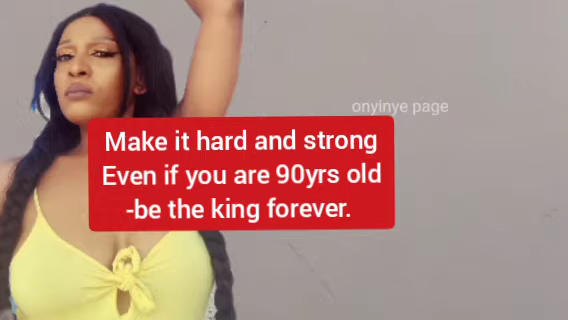 onyinye page
Make it hard and strong
Even if you are 90yrs old
-be the king forever.